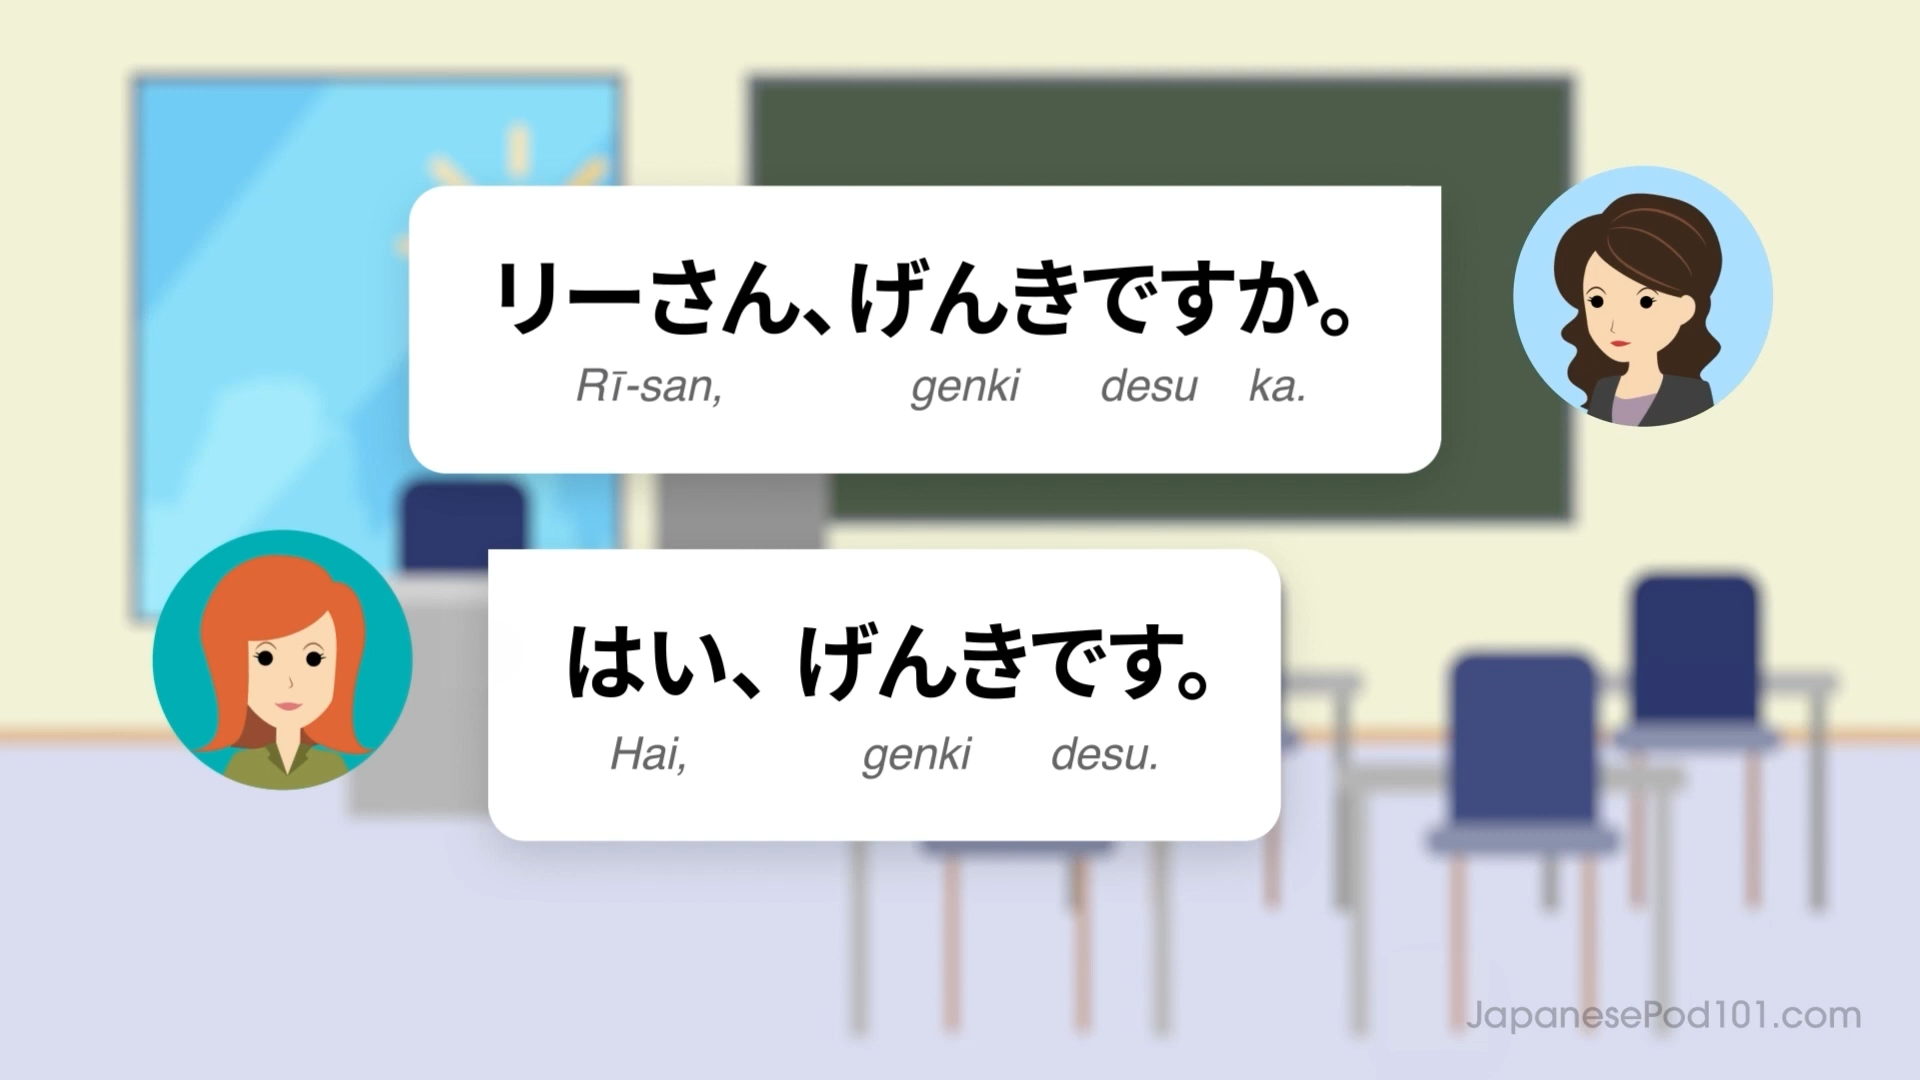 リーさん、げんきですか。
Rī-san, genki desu ka.
はい、げんきです。
Hai, genki desu.
JapanesePod101.com